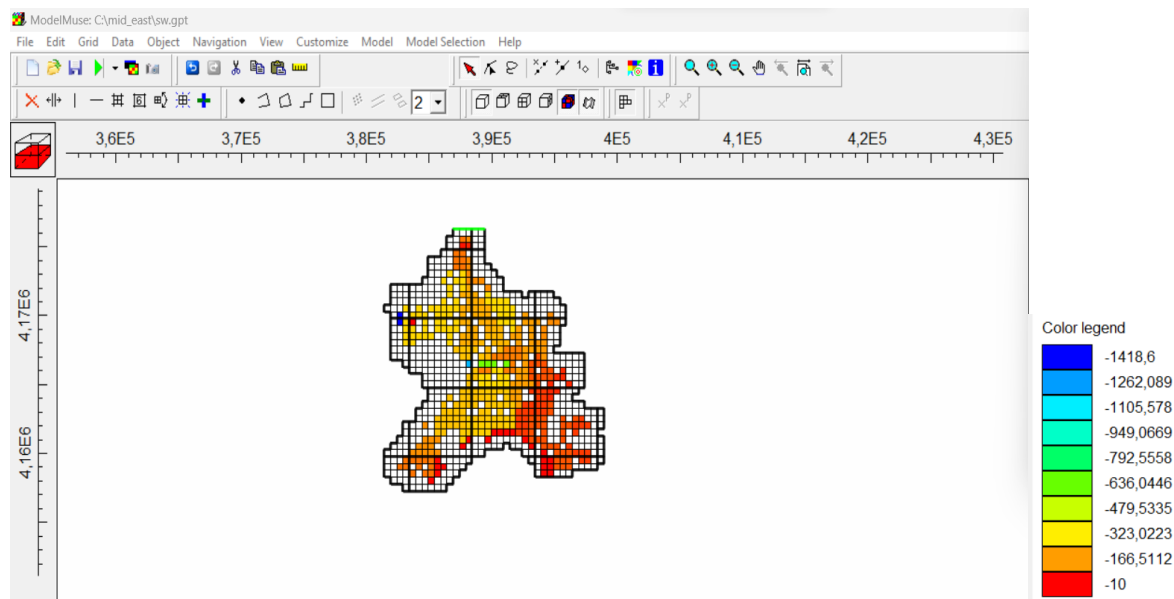 ModelMuse: C:\mid_east\sw.gpt
File Edit Grid Data Object Navigation View Customize Model Model Selection Help
2
3,6E5 3,7E5 3,8E5 3,9E5 4E5 4,1E5 4,2E5 4,3E5
4,17E6
4,16E6
Color legend
-1418,6
-1262,089
-1105,578
-949,0669
-792,5558
-636,0446
-479,5335
-323,0223
-166,5112
-10